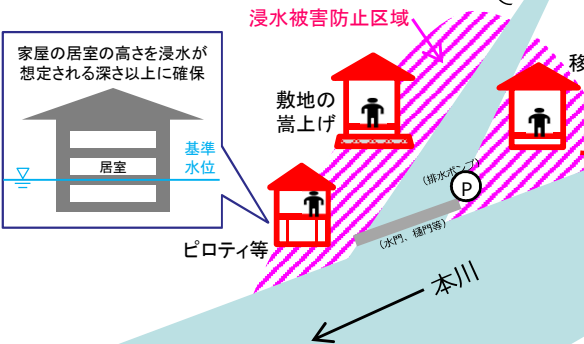 浸水被害防止区域
家屋の居室の高さを浸水が
想定される深さ以上に確保
敷地の
嵩上げ
移
基準
水位
居室
(排水ポンプ)
P
ピロティ等
(水門、樋門等)
本川